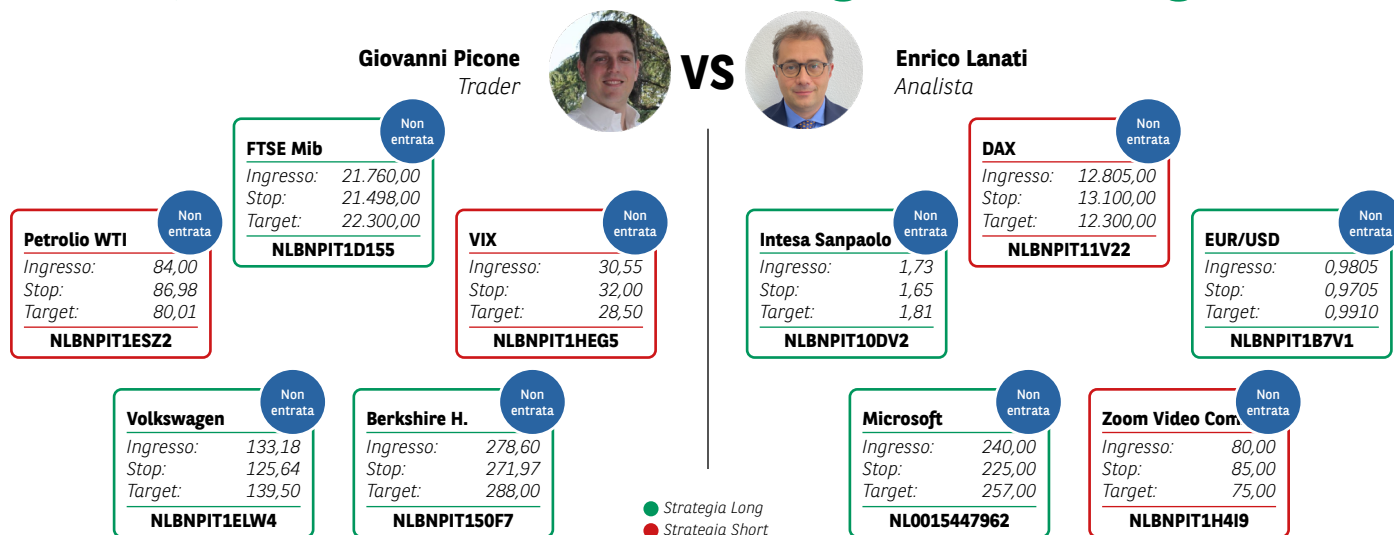 Giovanni Picone
Trader
VS
Enrico Lanati
Analista
Non
entrata
FTSE Mib
Ingresso: 21.760,00
Stop: 21.498,00
Target: 22.300,00
NLBNPIT1D155
Non
entrata
Petrolio WTI
Ingresso: 84,00
Stop: 86,98
Target: 80,01
NLBNPIT1ESZ2
Non
entrata
VIX
Ingresso: 30,55
Stop: 32,00
Target: 28,50
NLBNPIT1HEG5
Non
entrata
Volkswagen
Ingresso: 133,18
Stop: 125,64
Target: 139,50
NLBNPIT1ELW4
Non
entrata
Berkshire H.
Ingresso: 278,60
Stop: 271,97
Target: 288,00
NLBNPIT150F7
Non
entrata
DAX
Ingresso: 12.805,00
Stop: 13.100,00
Target: 12.300,00
NLBNPIT11V22
Non
entrata
Intesa Sanpaolo
Ingresso: 1,73
Stop: 1,65
Target: 1,81
NLBNPIT10DV2
Non
entrata
EUR/USD
Ingresso: 0,9805
Stop: 0,9705
Target: 0,9910
NLBNPIT1B7V1
Non
entrata
Microsoft
Ingresso: 240,00
Stop: 225,00
Target: 257,00
NL0015447962
Non
entrata
Zoom Video Com
Ingresso: 80,00
Stop: 85,00
Target: 75,00
NLBNPIT1H4I9
Strategia Long
Strategia Short